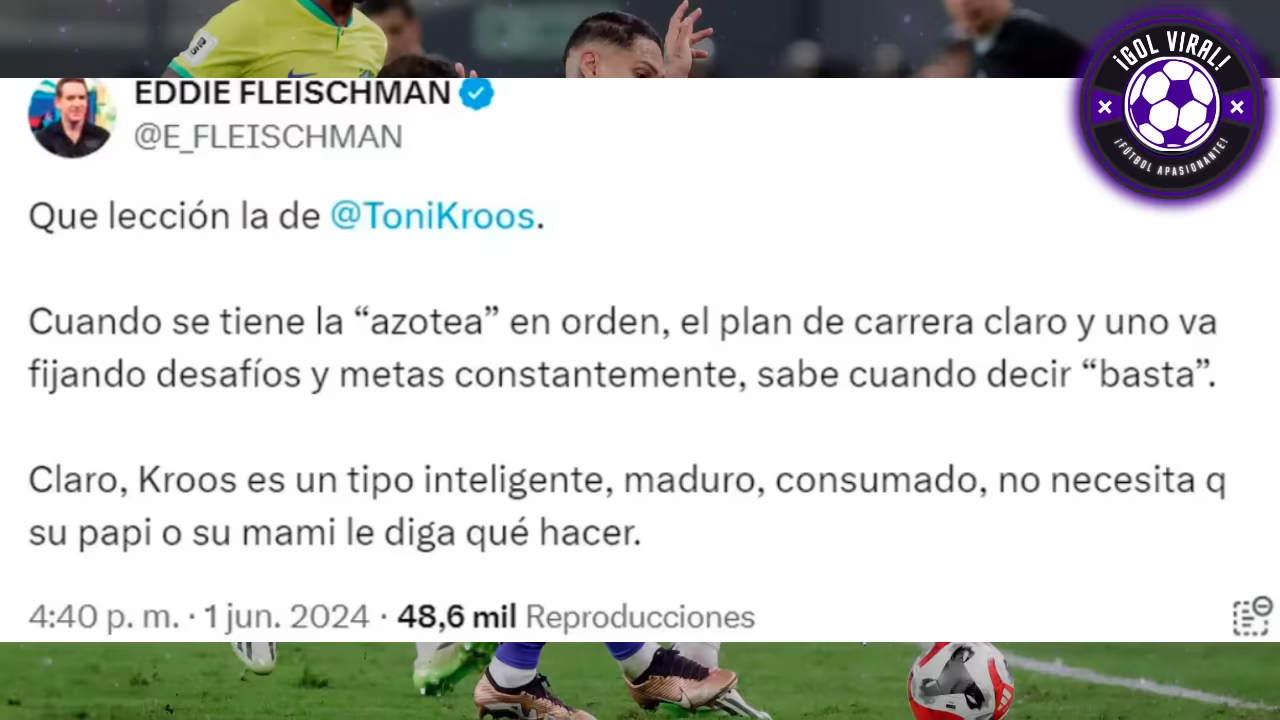 ¡GOL VIRAL!
¡FÚTBOL APASIONANTE!
EDDIE FLEISCHMAN
@E_FLEISCHMAN
Que lección la de @ToniKroos.
Cuando se tiene la “azotea” en orden, el plan de carrera claro y uno va
fijando desafíos y metas constantemente, sabe cuando decir “basta”.
Claro, Kroos es un tipo inteligente, maduro, consumado, no necesita q
su papi o su mami le diga qué hacer.
4:40 p. m. · 1 jun. 2024 · 48,6 mil Reproducciones